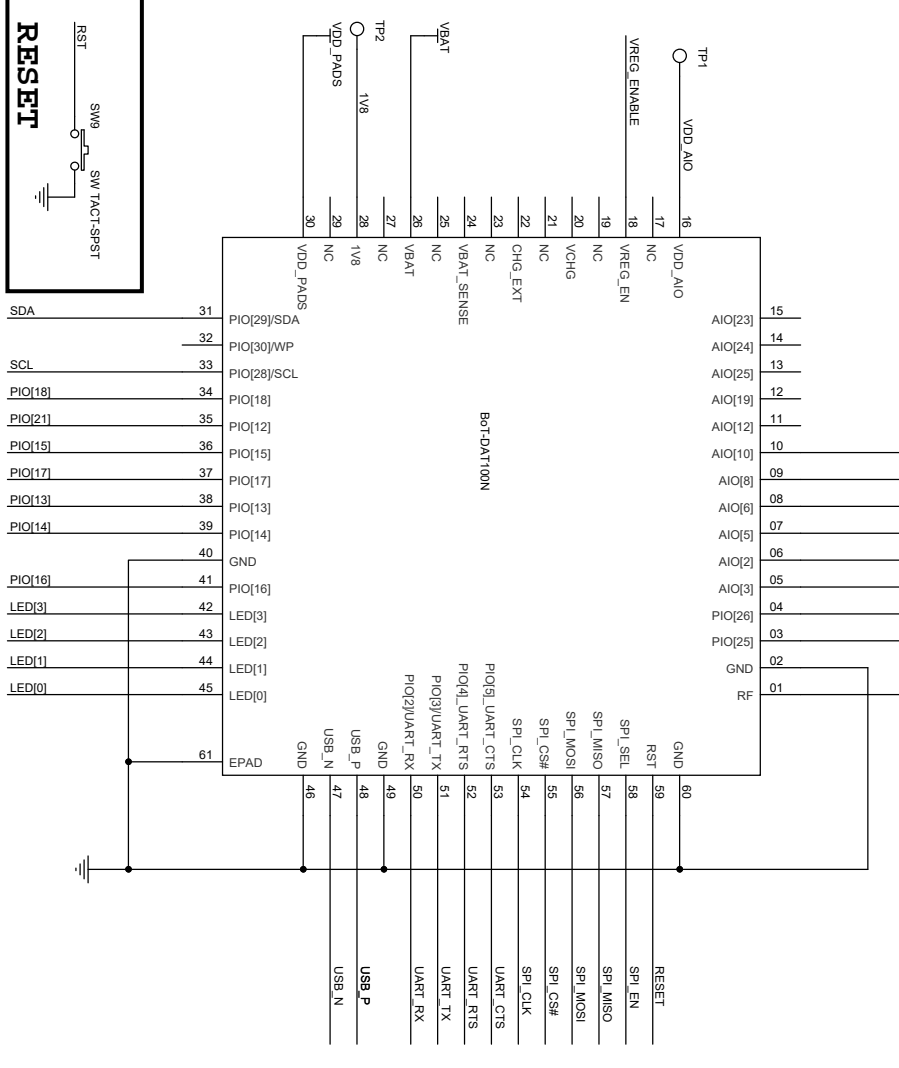 RESET
RST
SW9
SW TACT-SPST
VDD_PADS
TP2
1V8
VBAT
VREG_ENABLE
TP1
VDD_AIO
30
29
28
27
26
25
24
23
22
21
20
19
18
17
16
VDD_PADS
NC
1V8
NC
VBAT
NC
VBAT_SENSE
NC
CHG_EXT
NC
VCHG
NC
VREG_EN
NC
VDD_AIO
SDA 31 PIO[29]/SDA
32 PIO[30]/WP
SCL 33 PIO[28]/SCL
PIO[18] 34 PIO[18]
PIO[21] 35 PIO[12]
PIO[15] 36 PIO[15]
PIO[17] 37 PIO[17]
PIO[13] 38 PIO[13]
PIO[14] 39 PIO[14]
40 GND
PIO[16] 41 PIO[16]
LED[3] 42 LED[3]
LED[2] 43 LED[2]
LED[1] 44 LED[1]
LED[0] 45 LED[0]
61 EPAD
BoT-DAT100N
AIO[23] 15
AIO[24] 14
AIO[25] 13
AIO[19] 12
AIO[12] 11
AIO[10] 10
AIO[8] 09
AIO[6] 08
AIO[5] 07
AIO[2] 06
AIO[3] 05
PIO[26] 04
PIO[25] 03
GND 02
RF 01
GND
USB_N
USB_P
GND
PIO[2]/UART_RX
PIO[3]/UART_TX
PIO[4]_UART_RTS
PIO[5]_UART_CTS
SPI_CLK
SPI_CS#
SPI_MOSI
SPI_MISO
SPI_SEL
RST
GND
46
47
48
49
50
51
52
53
54
55
56
57
58
59
60
USB_N
USB_P
UART_RX
UART_TX
UART_RTS
UART_CTS
SPI_CLK
SPI_CS#
SPI_MOSI
SPI_MISO
SPI_EN
RESET